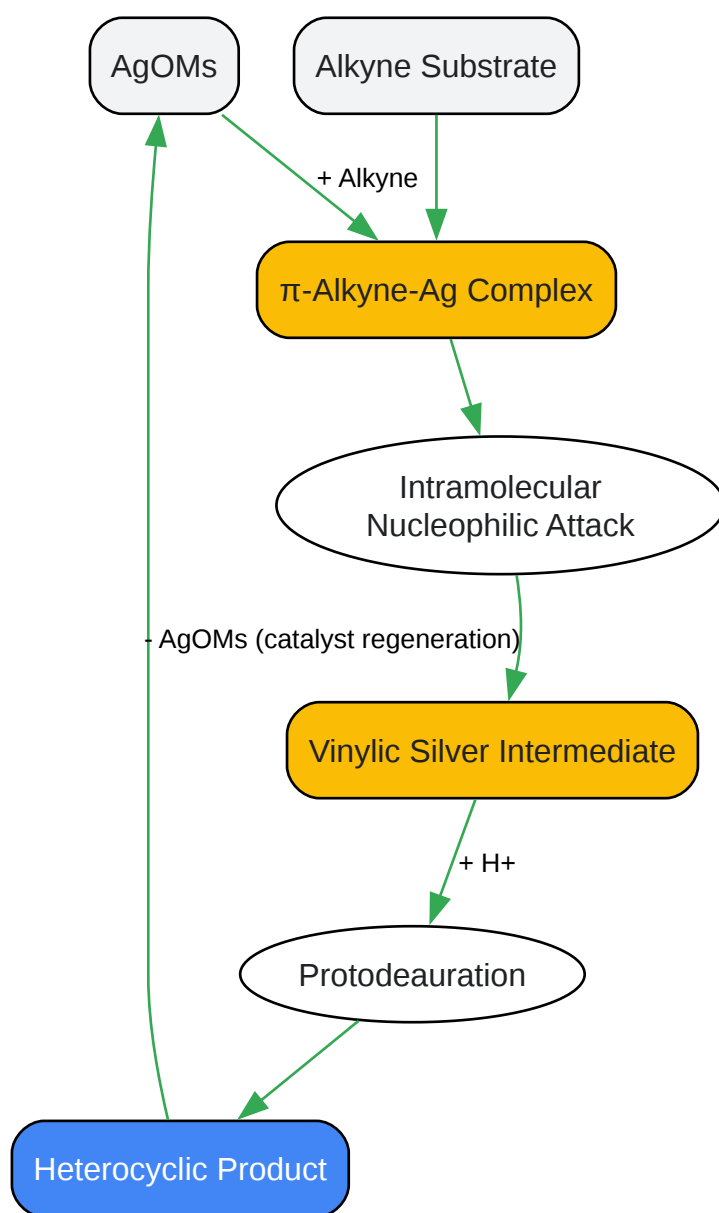 AgOMs
Alkyne Substrate
+ Alkyne
π-Alkyne-Ag Complex
Intramolecular
Nucleophilic Attack
- AgOMs (catalyst regeneration)
Vinylic Silver Intermediate
+ H+
Protodeauration
Heterocyclic Product